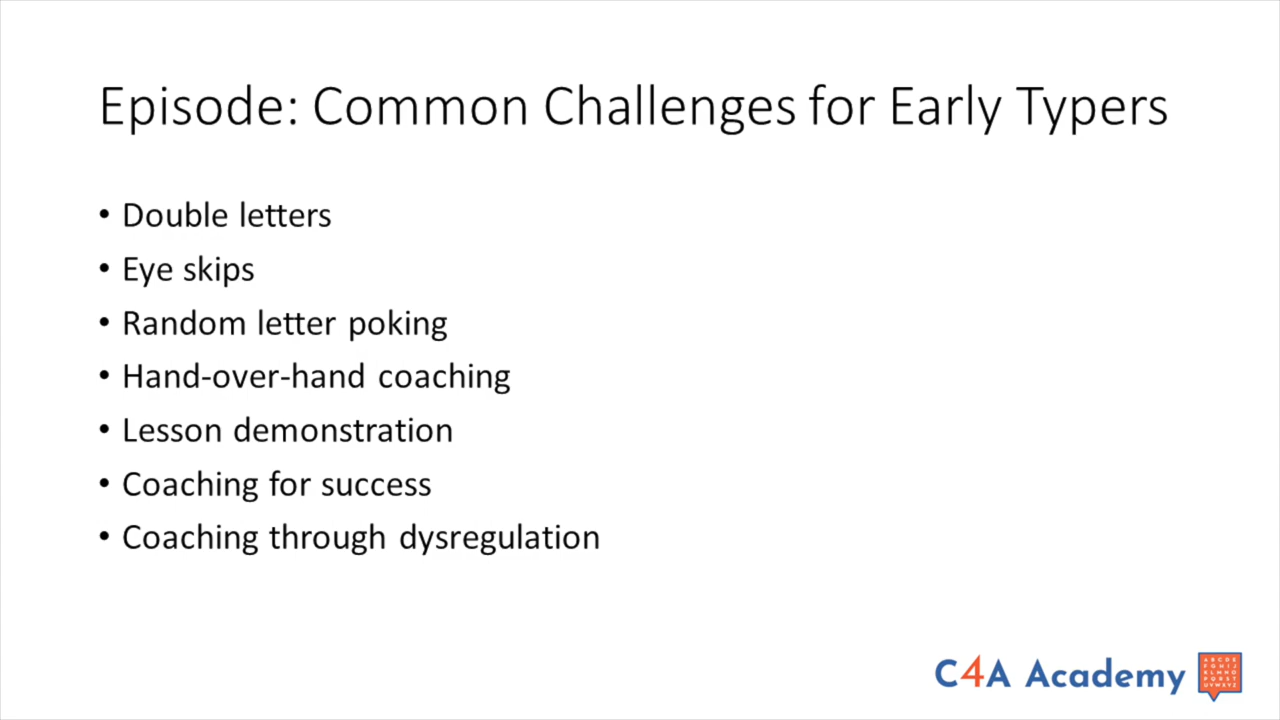 Episode: Common Challenges for Early Typers
• Double letters
• Eye skips
• Random letter poking
• Hand-over-hand coaching
• Lesson demonstration
• Coaching for success
• Coaching through dysregulation
C4A Academy
A B C D E
F G H I J
K L M N O
P Q R S T
U V W X Y Z